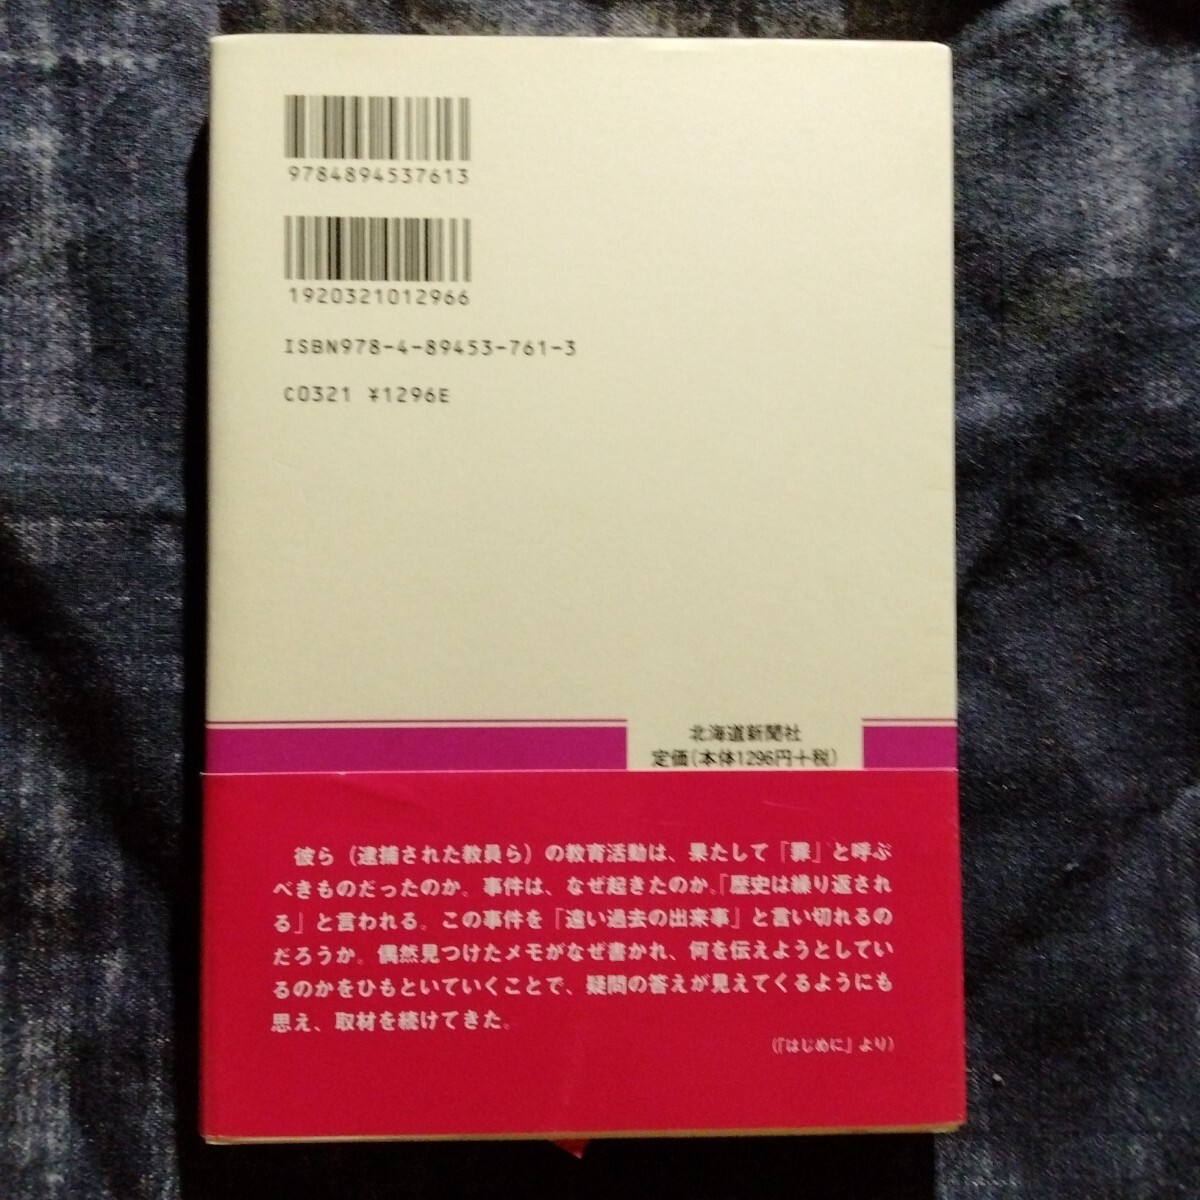 9784894537613
1920321012966
ISBN978-4-89453-761-3
C0321 ¥1296E
北海道新聞社
定価(本体1296円+税)
彼ら(逮捕された教員ら)の教育活動は、果たして「罪」と呼ぶ
べきものだったのか。事件は、なぜ起きたのか。「歴史は繰り返され
る」と言われる。この事件を「遠い過去の出来事」と言い切れるの
だろうか。偶然見つけたメモがなぜ書かれ、何を伝えようとしてい
るのかをひもといていくことで、疑問の答えが見えてくるようにも
思え、取材を続けてきた。
(『はじめに』より)